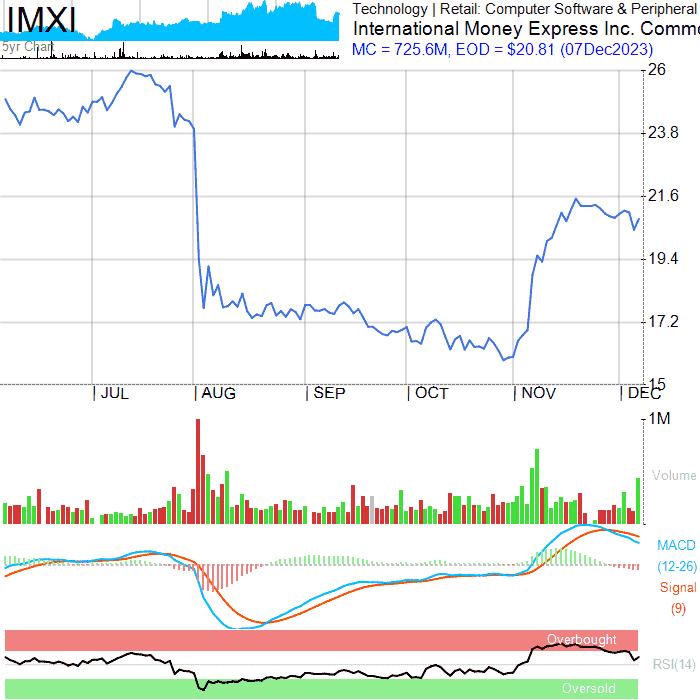 IMXI
5yr Chart
Technology | Retail: Computer Software & Peripheral
International Money Express Inc. Commo
MC = 725.6M, EOD = $20.81 (07Dec2023)
26
23.8
21.6
19.4
17.2
15
| JUL | AUG | SEP | OCT | NOV | DEC
1M
Volume
MACD
(12-26)
Signal
(9)
Overbought
RSI(14)
Oversold